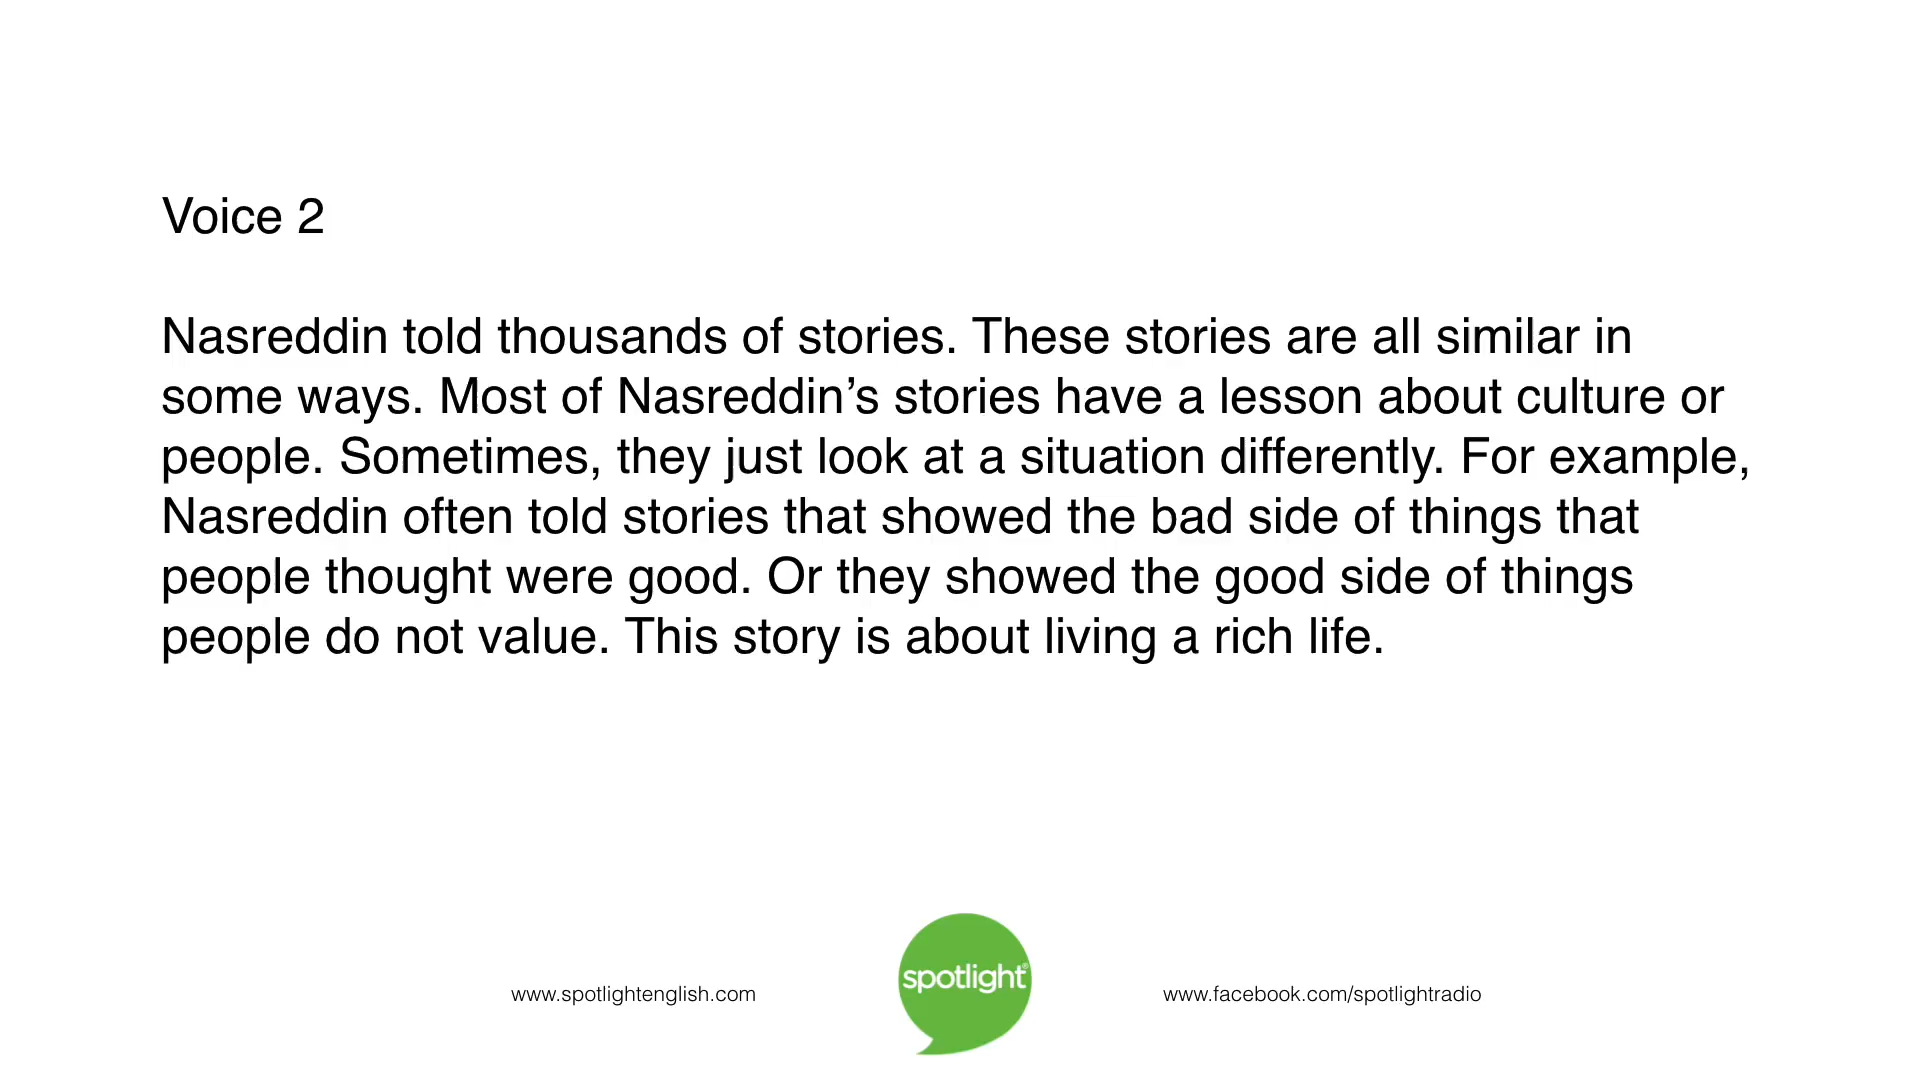 Voice 2
Nasreddin told thousands of stories. These stories are all similar in
some ways. Most of Nasreddin’s stories have a lesson about culture or
people. Sometimes, they just look at a situation differently. For example,
Nasreddin often told stories that showed the bad side of things that
people thought were good. Or they showed the good side of things
people do not value. This story is about living a rich life.
spotlight®
www.spotlightenglish.com
www.facebook.com/spotlightradio